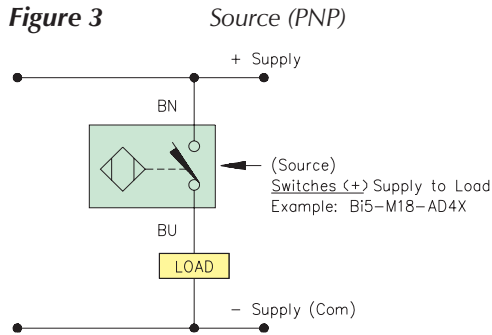 Figure 3 Source (PNP)
+ Supply
BN
(Source)
Switches (+) Supply to Load
Example: Bi5-M18-AD4X
BU
LOAD
- Supply (Com)